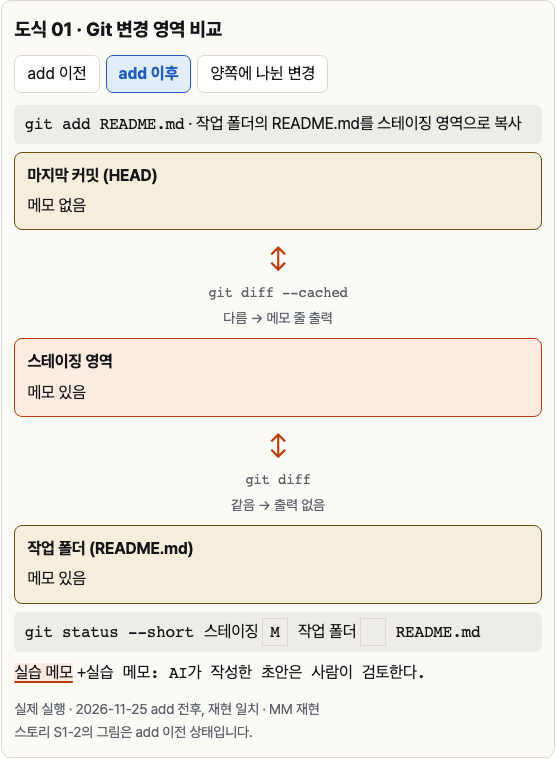 도식 01 · Git 변경 영역 비교
add 이전 add 이후 양쪽에 나뉜 변경
git add README.md · 작업 폴더의 README.md를 스테이징 영역으로 복사
마지막 커밋 (HEAD)
메모 없음
↕
git diff --cached
다름 → 메모 줄 출력
스테이징 영역
메모 있음
↕
git diff
같음 → 출력 없음
작업 폴더 (README.md)
메모 있음
git status --short 스테이징 M 작업 폴더 README.md
실습 메모 +실습 메모: AI가 작성한 초안은 사람이 검토한다.
실제 실행 · 2026-11-25 add 전후, 재현 일치 · MM 재현
스토리 S1-2의 그림은 add 이전 상태입니다.